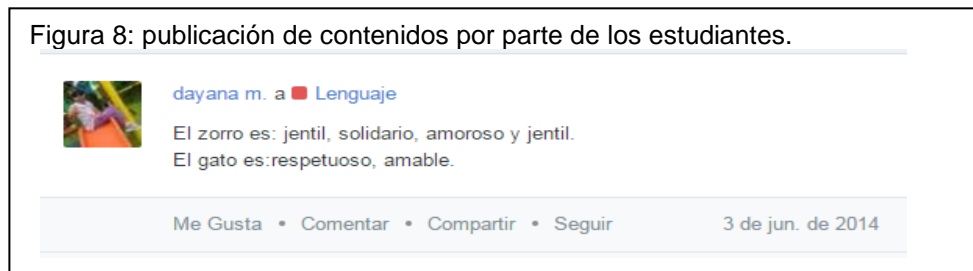 Figura 8: publicación de contenidos por parte de los estudiantes.
dayana m. a Lenguaje
El zorro es: jentil, solidario, amoroso y jentil.
El gato es:respetuoso, amable.
Me Gusta • Comentar • Compartir • Seguir 3 de jun. de 2014